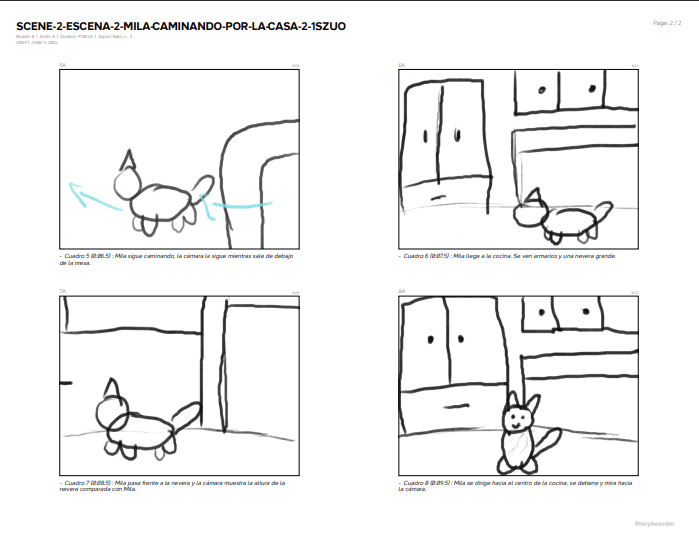 SCENE-2-ESCENA-2-MILA-CAMINANDO-POR-LA-CASA-2-1SZUO
Page: 2 / 2
DRAFT: JUNE 11, 2024
5A
6A
- Cuadro 5 (0:06.5) : Mila sigue caminando, la cámara la sigue mientras sale de debajo
de la mesa.
- Cuadro 6 (0:07.5) : Mila llega a la cocina. Se ven armarios y una nevera grande.
7A
8A
- Cuadro 7 (0:08.5) : Mila pasa frente a la nevera y la cámara muestra la altura de la
nevera comparada con Mila.
- Cuadro 8 (0:09.5) : Mila se dirige hacia el centro de la cocina, se detiene y mira hacia
la cámara.
Storyboarder